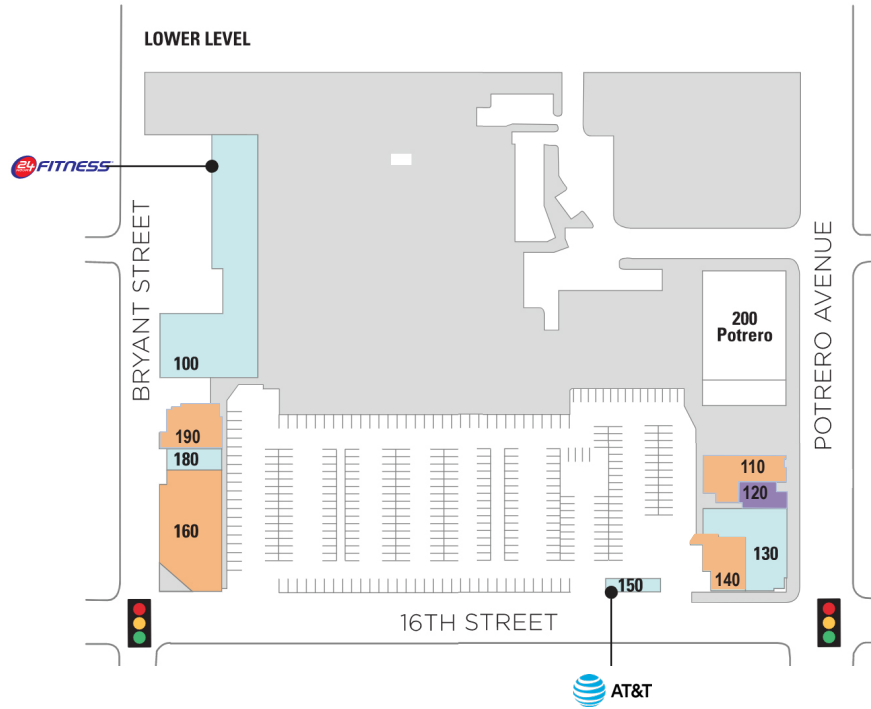 LOWER LEVEL
24 FITNESS
BRYANT STREET
POTRERO AVENUE
200
Potrero
100
190
180
160
110
120
130
140
150
16TH STREET
AT&T